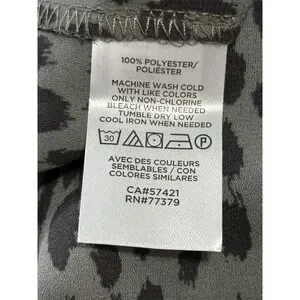 100% POLYESTER/
POLIÉSTER
MACHINE WASH COLD
WITH LIKE COLORS
ONLY NON-CHLORINE
BLEACH WHEN NEEDED
TUMBLE DRY LOW
COOL IRON WHEN NEEDED
30 P
AVEC DES COULEURS
SEMBLABLES / CON
COLORES SIMILARES
CA#57421
RN#77379